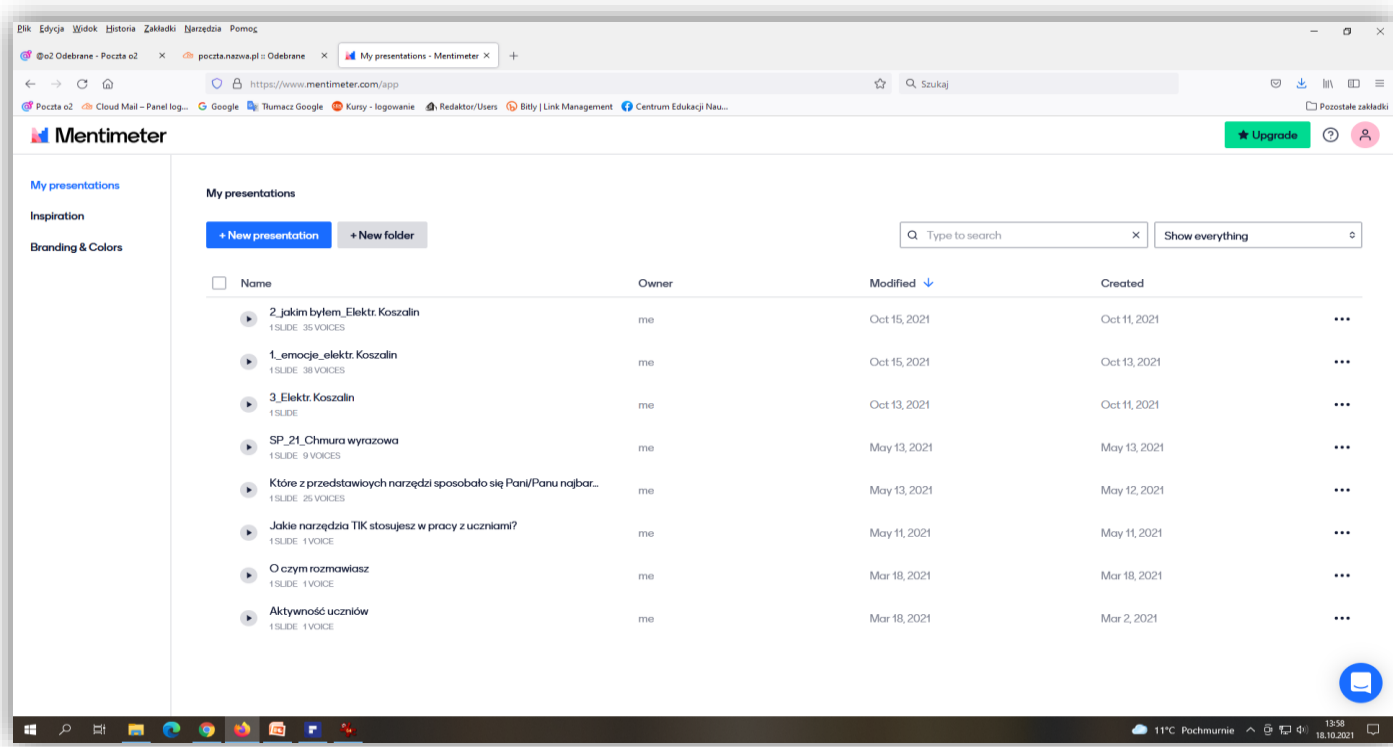 Plik Edycja Widok Historia Zakładki Narzędzia Pomoc
@o2 Odebrane - Poczta o2 poczta.nazwa.pl :: Odebrane My presentations - Mentimeter
https://www.mentimeter.com/app Szukaj
Poczta o2 Cloud Mail – Panel log... Google Tłumacz Google Kursy - logowanie Redaktor/Users Bitly | Link Management Centrum Edukacji Nau... Pozostałe zakładki
Mentimeter Upgrade
My presentations
Inspiration
Branding & Colors
My presentations
+ New presentation + New folder Type to search Show everything
Name Owner Modified Created
2_jakim byłem_Elektr. Koszalin
1 SLIDE 35 VOICES
me Oct 15, 2021 Oct 11, 2021
1._emocje_elektr. Koszalin
1 SLIDE 38 VOICES
me Oct 15, 2021 Oct 13, 2021
3_Elektr. Koszalin
1 SLIDE
me Oct 13, 2021 Oct 11, 2021
SP_21_Chmura wyrazowa
1 SLIDE 9 VOICES
me May 13, 2021 May 13, 2021
Które z przedstawioych narzędzi sposobało się Pani/Panu najbar...
1 SLIDE 25 VOICES
me May 13, 2021 May 12, 2021
Jakie narzędzia TIK stosujesz w pracy z uczniami?
1 SLIDE 1 VOICE
me May 11, 2021 May 11, 2021
O czym rozmawiasz
1 SLIDE 1 VOICE
me Mar 18, 2021 Mar 18, 2021
Aktywność uczniów
1 SLIDE 1 VOICE
me Mar 18, 2021 Mar 2, 2021
11°C Pochmurnie
13:58
18.10.2021